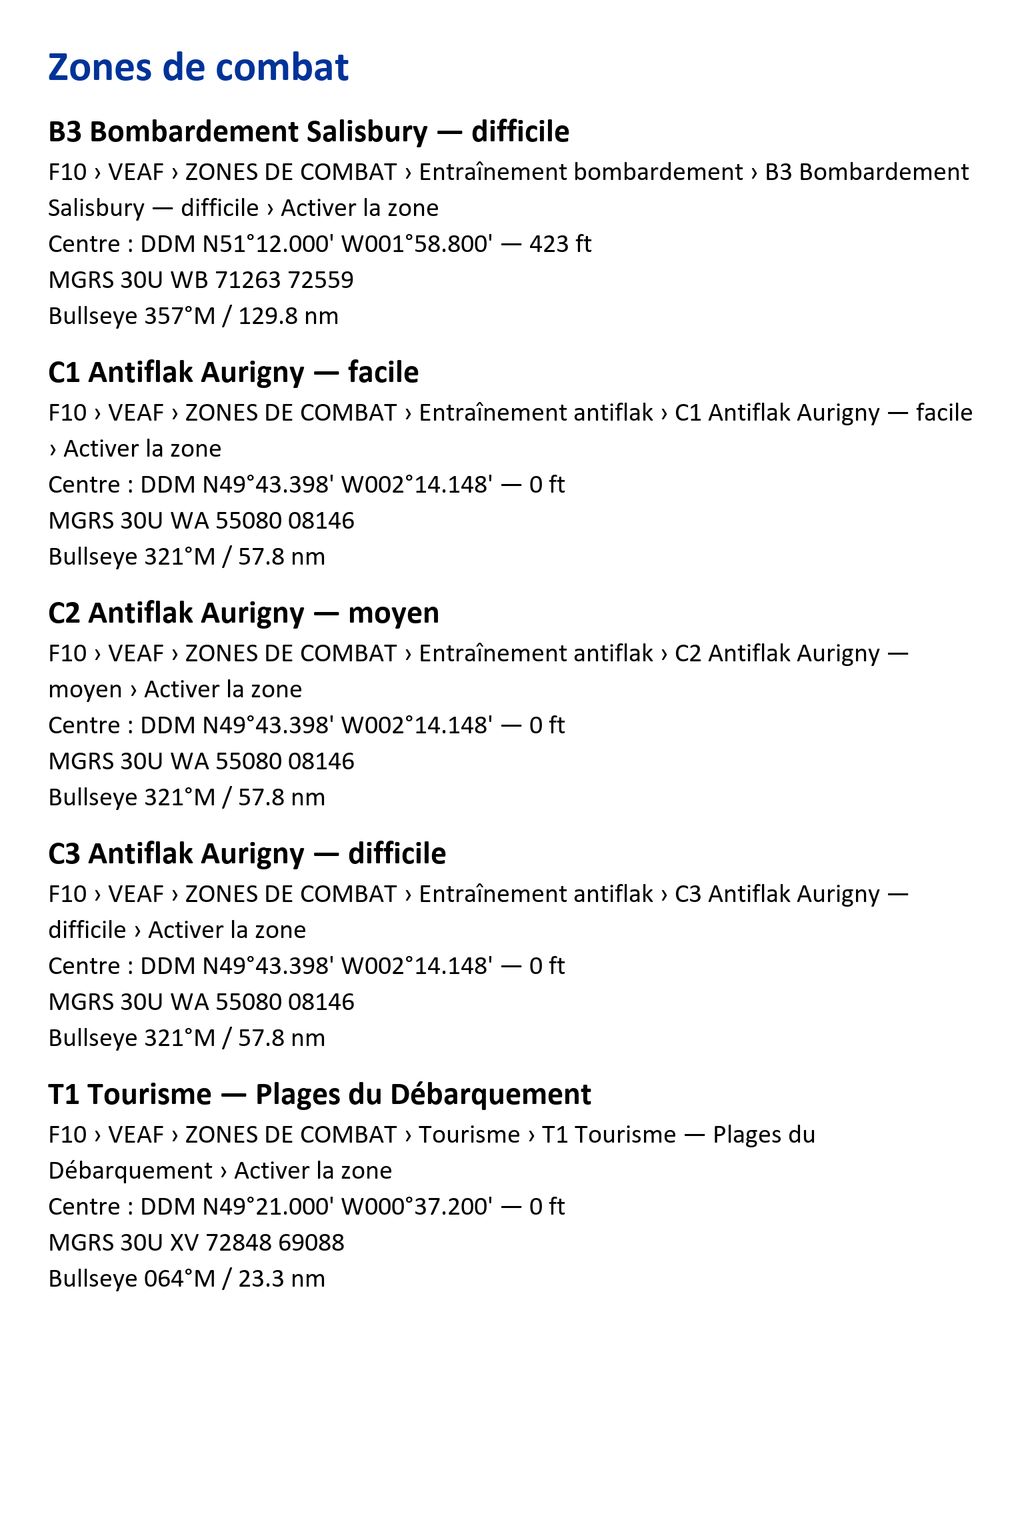 Zones de combat
B3 Bombardement Salisbury — difficile
F10 › VEAF › ZONES DE COMBAT › Entraînement bombardement › B3 Bombardement
Salisbury — difficile › Activer la zone
Centre : DDM N51°12.000' W001°58.800' — 423 ft
MGRS 30U WB 71263 72559
Bullseye 357°M / 129.8 nm
C1 Antiflak Aurigny — facile
F10 › VEAF › ZONES DE COMBAT › Entraînement antiflak › C1 Antiflak Aurigny — facile
› Activer la zone
Centre : DDM N49°43.398' W002°14.148' — 0 ft
MGRS 30U WA 55080 08146
Bullseye 321°M / 57.8 nm
C2 Antiflak Aurigny — moyen
F10 › VEAF › ZONES DE COMBAT › Entraînement antiflak › C2 Antiflak Aurigny —
moyen › Activer la zone
Centre : DDM N49°43.398' W002°14.148' — 0 ft
MGRS 30U WA 55080 08146
Bullseye 321°M / 57.8 nm
C3 Antiflak Aurigny — difficile
F10 › VEAF › ZONES DE COMBAT › Entraînement antiflak › C3 Antiflak Aurigny —
difficile › Activer la zone
Centre : DDM N49°43.398' W002°14.148' — 0 ft
MGRS 30U WA 55080 08146
Bullseye 321°M / 57.8 nm
T1 Tourisme — Plages du Débarquement
F10 › VEAF › ZONES DE COMBAT › Tourisme › T1 Tourisme — Plages du
Débarquement › Activer la zone
Centre : DDM N49°21.000' W000°37.200' — 0 ft
MGRS 30U XV 72848 69088
Bullseye 064°M / 23.3 nm